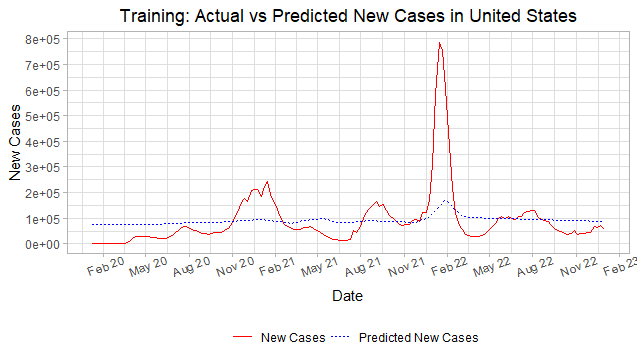 Training: Actual vs Predicted New Cases in United States
8e+05
7e+05
6e+05
5e+05
4e+05
3e+05
2e+05
1e+05
0e+00
New Cases
Feb 20 May 20 Aug 20 Nov 20 Feb 21 May 21 Aug 21 Nov 21 Feb 22 May 22 Aug 22 Nov 22 Feb 23
Date
New Cases Predicted New Cases